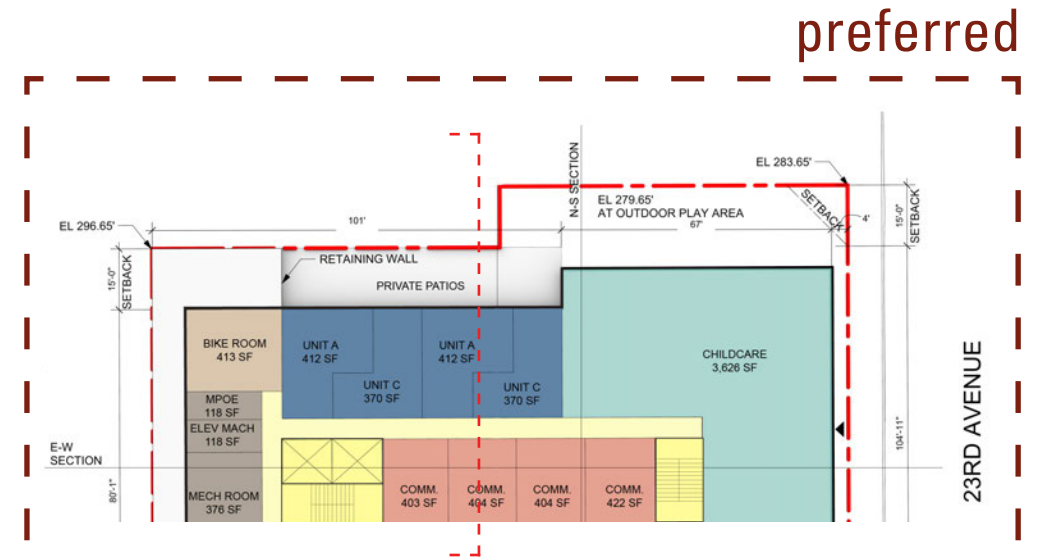 preferred
EL 283.65'
N-S SECTION
EL 279.65'
AT OUTDOOR PLAY AREA
SETBACK
4'
15'-0"
SETBACK
EL 296.65'
101'
67'
15'-0"
SETBACK
RETAINING WALL
PRIVATE PATIOS
BIKE ROOM
413 SF
UNIT A
412 SF
UNIT A
412 SF
CHILDCARE
3,626 SF
UNIT C
370 SF
UNIT C
370 SF
MPOE
118 SF
ELEV MACH
118 SF
E-W
SECTION
104'-11"
23RD AVENUE
80'-1"
MECH ROOM
376 SF
COMM.
403 SF
COMM.
404 SF
COMM.
404 SF
COMM.
422 SF